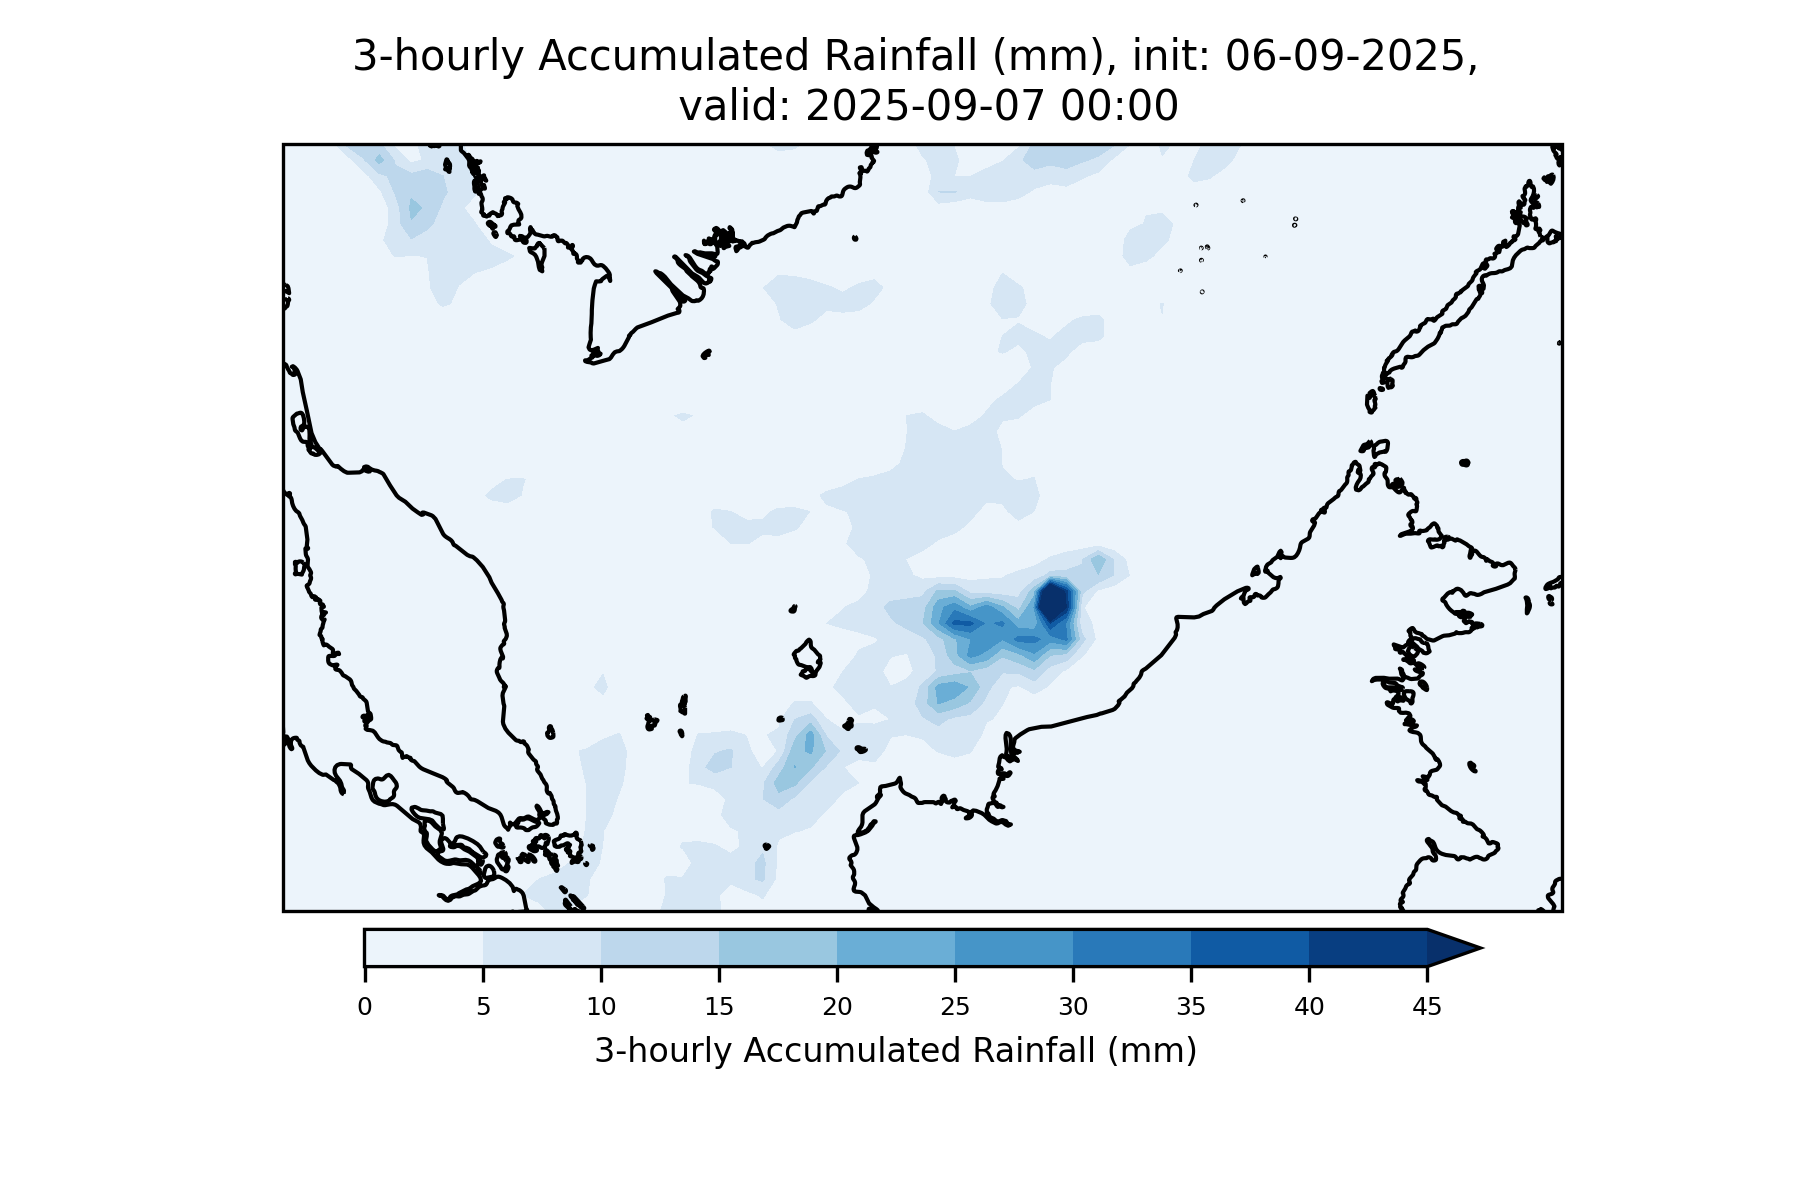 3-hourly Accumulated Rainfall (mm), init: 06-09-2025,
valid: 2025-09-07 00:00
0 5 10 15 20 25 30 35 40 45
3-hourly Accumulated Rainfall (mm)